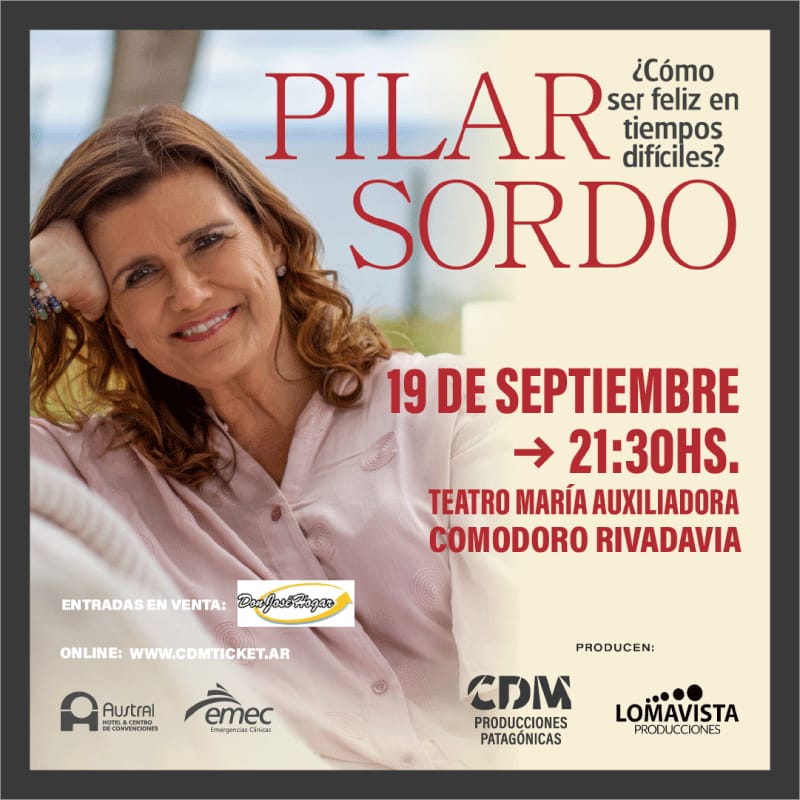 PILAR
SORDO
¿Cómo
ser feliz en
tiempos
difíciles?
19 DE SEPTIEMBRE
→ 21:30HS.
TEATRO MARÍA AUXILIADORA
COMODORO RIVADAVIA
ENTRADAS EN VENTA: Don José Hogar
ONLINE: WWW.CDMTICKET.AR
PRODUCEN:
Austral
HOTEL & CENTRO
DE CONVENCIONES
emec
Emergencias Clínicas
CDM
PRODUCCIONES
PATAGÓNICAS
LOMAVISTA
PRODUCCIONES